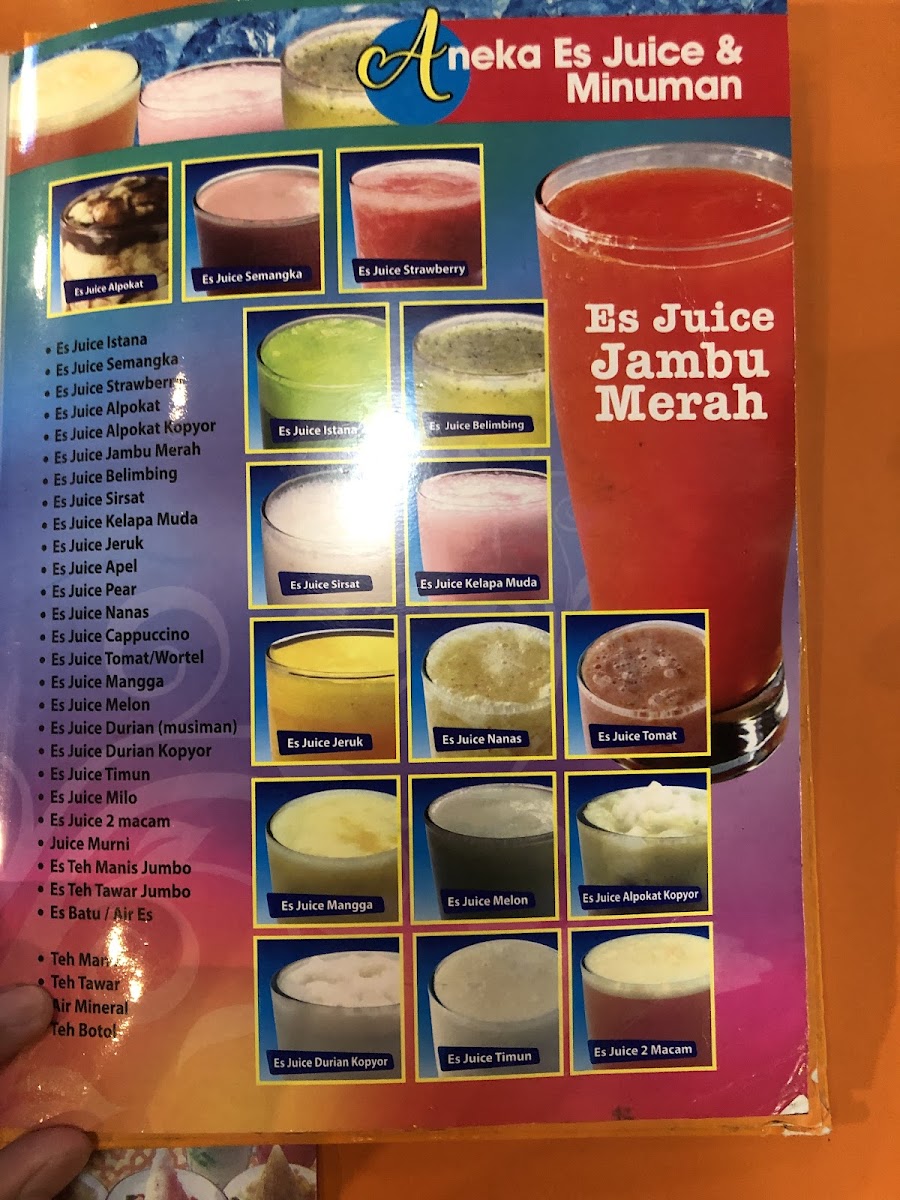 Aneka Es Juice &
Minuman
Es Juice Alpokat
Es Juice Semangka
Es Juice Strawberry
Es Juice
Jambu
Merah
• Es Juice Istana
• Es Juice Semangka
• Es Juice Strawberry
• Es Juice Alpokat
• Es Juice Alpokat Kopyor
• Es Juice Jambu Merah
• Es Juice Belimbing
• Es Juice Sirsat
• Es Juice Kelapa Muda
• Es Juice Jeruk
• Es Juice Apel
• Es Juice Pear
• Es Juice Nanas
• Es Juice Cappuccino
• Es Juice Tomat/Wortel
• Es Juice Mangga
• Es Juice Melon
• Es Juice Durian (musiman)
• Es Juice Durian Kopyor
• Es Juice Timun
• Es Juice Milo
• Es Juice 2 macam
• Juice Murni
• Es Teh Manis Jumbo
• Es Teh Tawar Jumbo
• Es Batu / Air Es
• Teh
• Teh Tawar
Air Mineral
Teh Botol
Es Juice Istana
Es Juice Belimbing
Es Juice Sirsat
Es Juice Kelapa Muda
Es Juice Jeruk
Es Juice Nanas
Es Juice Tomat
Es Juice Mangga
Es Juice Melon
Es Juice Alpokat Kopyor
Es Juice Durian Kopyor
Es Juice Timun
Es Juice 2 Macam